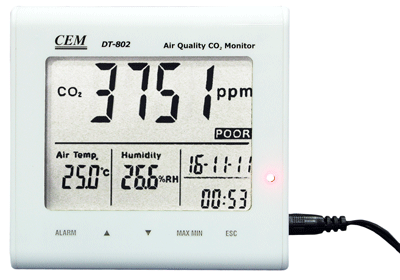 CEM DT-802 Air Quality CO₂ Monitor
CO₂ 3751 ppm
POOR
Air Temp. Humidity 16-11-11
25.0°C 26.6%RH 00:53
ALARM ▲ ▼ MAX MIN ESC